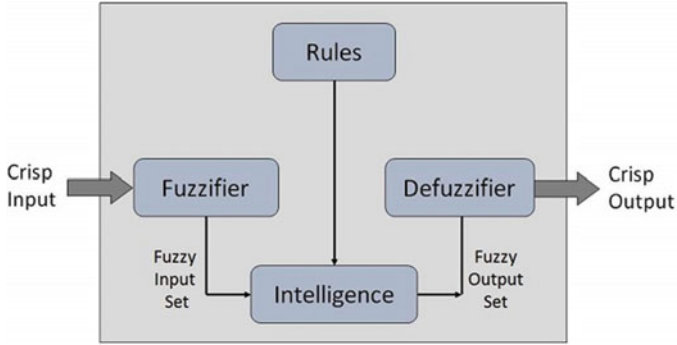 Rules
Crisp
Input
Fuzzifier
Defuzzifier
Crisp
Output
Fuzzy
Input
Set
Intelligence
Fuzzy
Output
Set